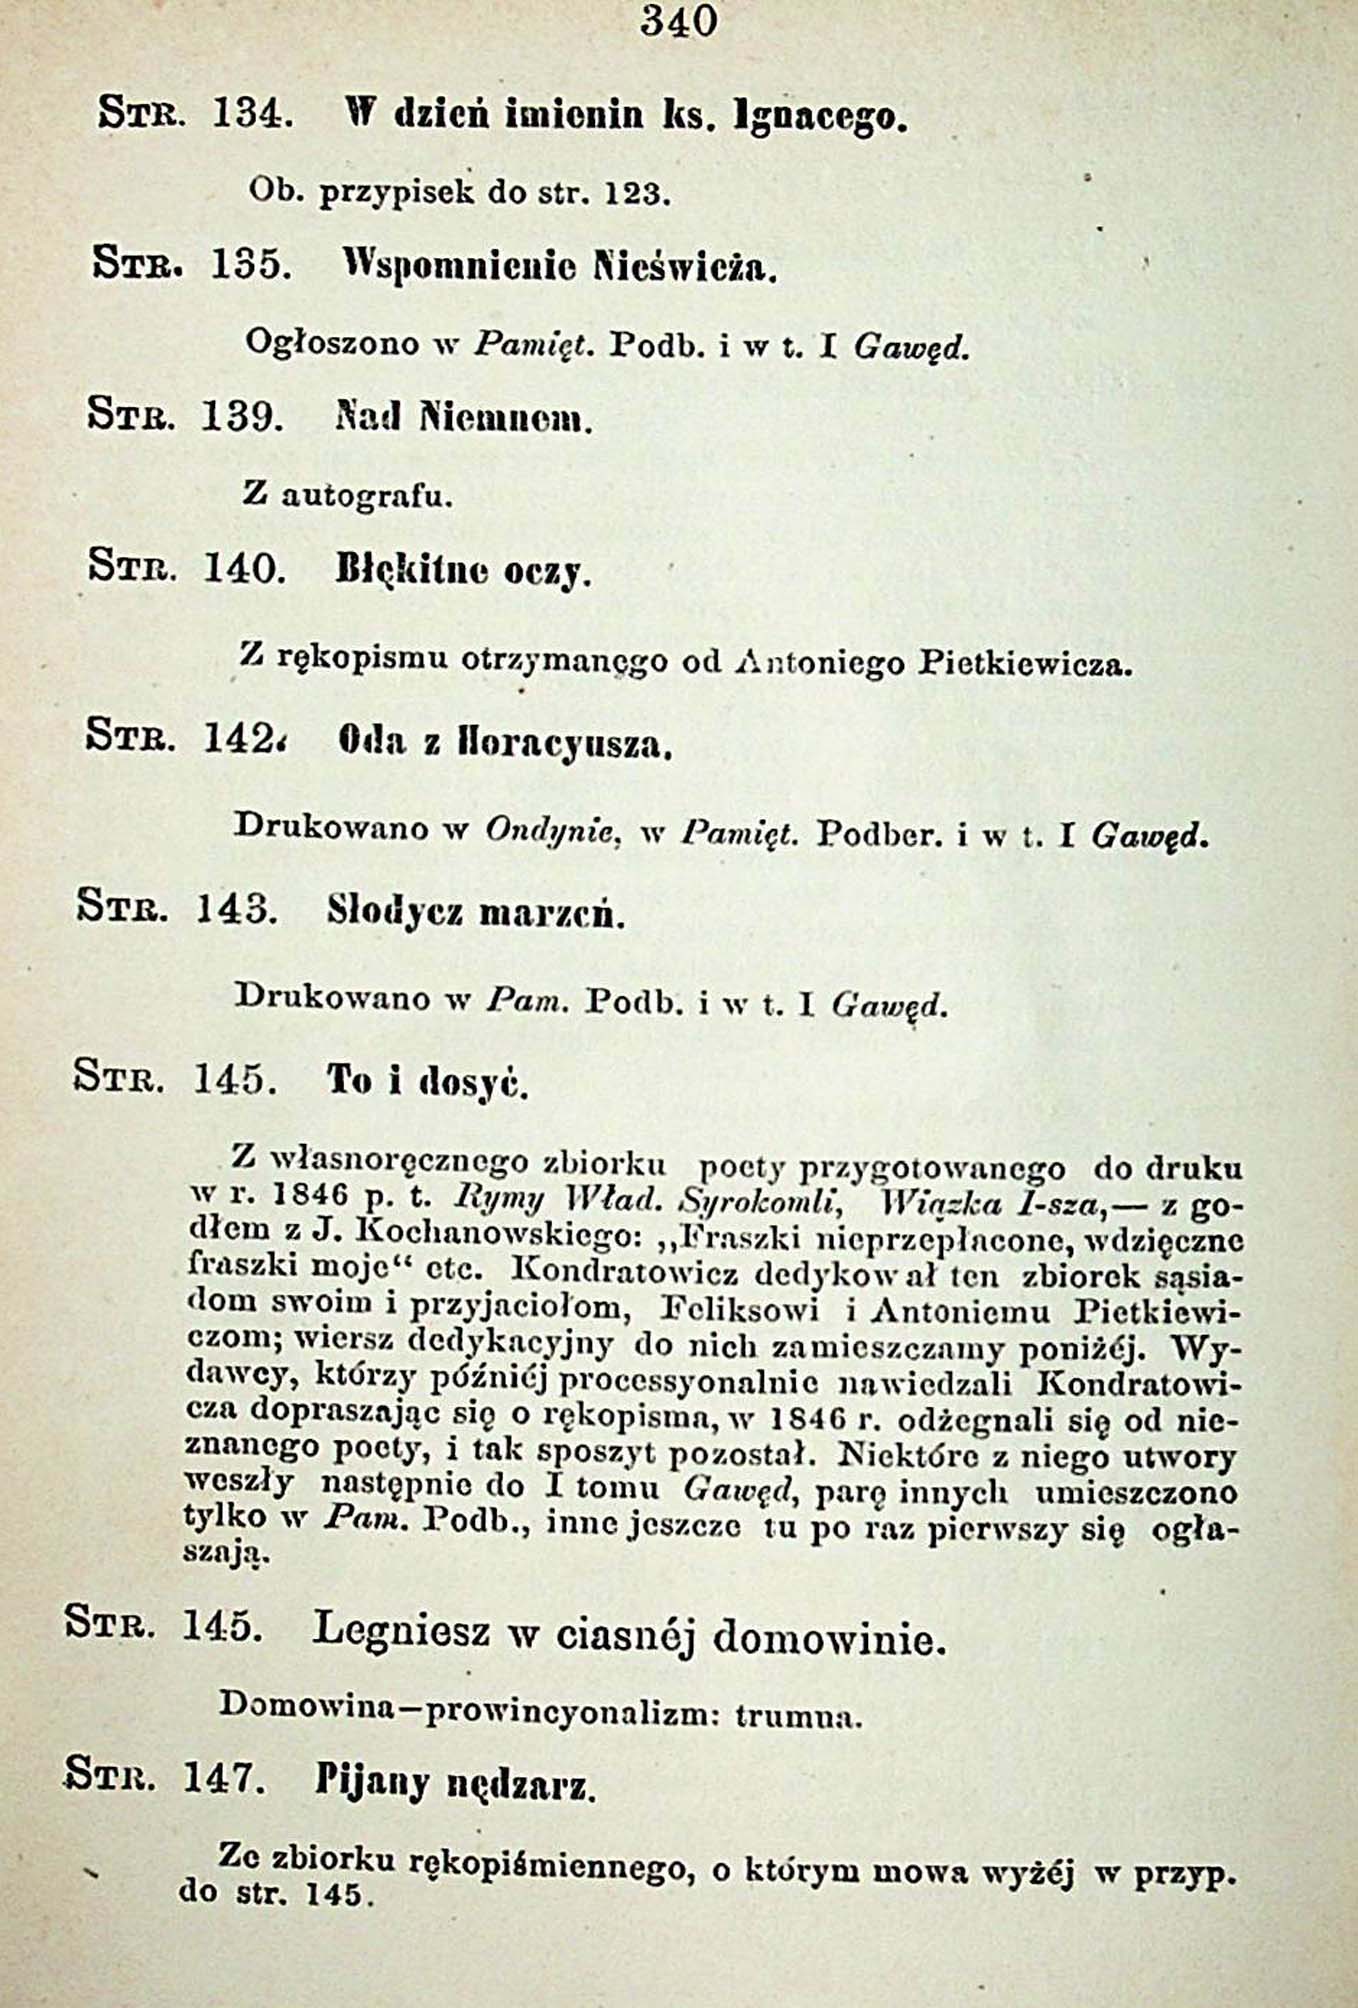 340
STR. 134. W dzień imienin ks. Ignacego.
Ob. przypisek do str. 123.
STR. 135. Wspomnienie Nieświeża.
Ogłoszono w Pamięt. Podb. i w t. I Gawęd.
STR. 139. Nad Niemnem.
Z autografu.
STR. 140. Błękitne oczy.
Z rękopismu otrzymanego od Antoniego Pietkiewicza.
STR. 142. Oda z Horacyusza.
Drukowano w Ondynie, w Pamięt. Podber. i w t. I Gawęd.
STR. 143. Słodycz marzeń.
Drukowano w Pam. Podb. i w t. I Gawęd.
STR. 145. To i dosyć.
Z własnoręcznego zbiorku poety przygotowanego do druku
w r. 1846 p. t. Rymy Wład. Syrokomli, Wiązka I-sza,— z go-
dłem z J. Kochanowskiego: „Fraszki nieprzepłacone, wdzięczne
fraszki moje“ etc. Kondratowicz dedykował ten zbiorek sąsia-
dom swoim i przyjaciołom, Feliksowi i Antoniemu Pietkiewi-
czom; wiersz dedykacyjny do nich zamieszczamy poniżéj. Wy-
dawcy, którzy późniéj processyonalnie nawiedzali Kondratowi-
cza dopraszając się o rękopisma, w 1846 r. odżegnali się od nie-
znanego poety, i tak sposzyt pozostał. Niektóre z niego utwory
weszły następnie do I tomu Gawęd, parę innych umieszczono
tylko w Pam. Podb., inne jeszcze tu po raz pierwszy się ogła-
szają.
STR. 145. Legniesz w ciasnéj domowinie.
Domowina—prowincyonalizm: trumna.
STR. 147. Pijany nędzarz.
Ze zbiorku rękopiśmiennego, o którym mowa wyżéj w przyp.
do str. 145.